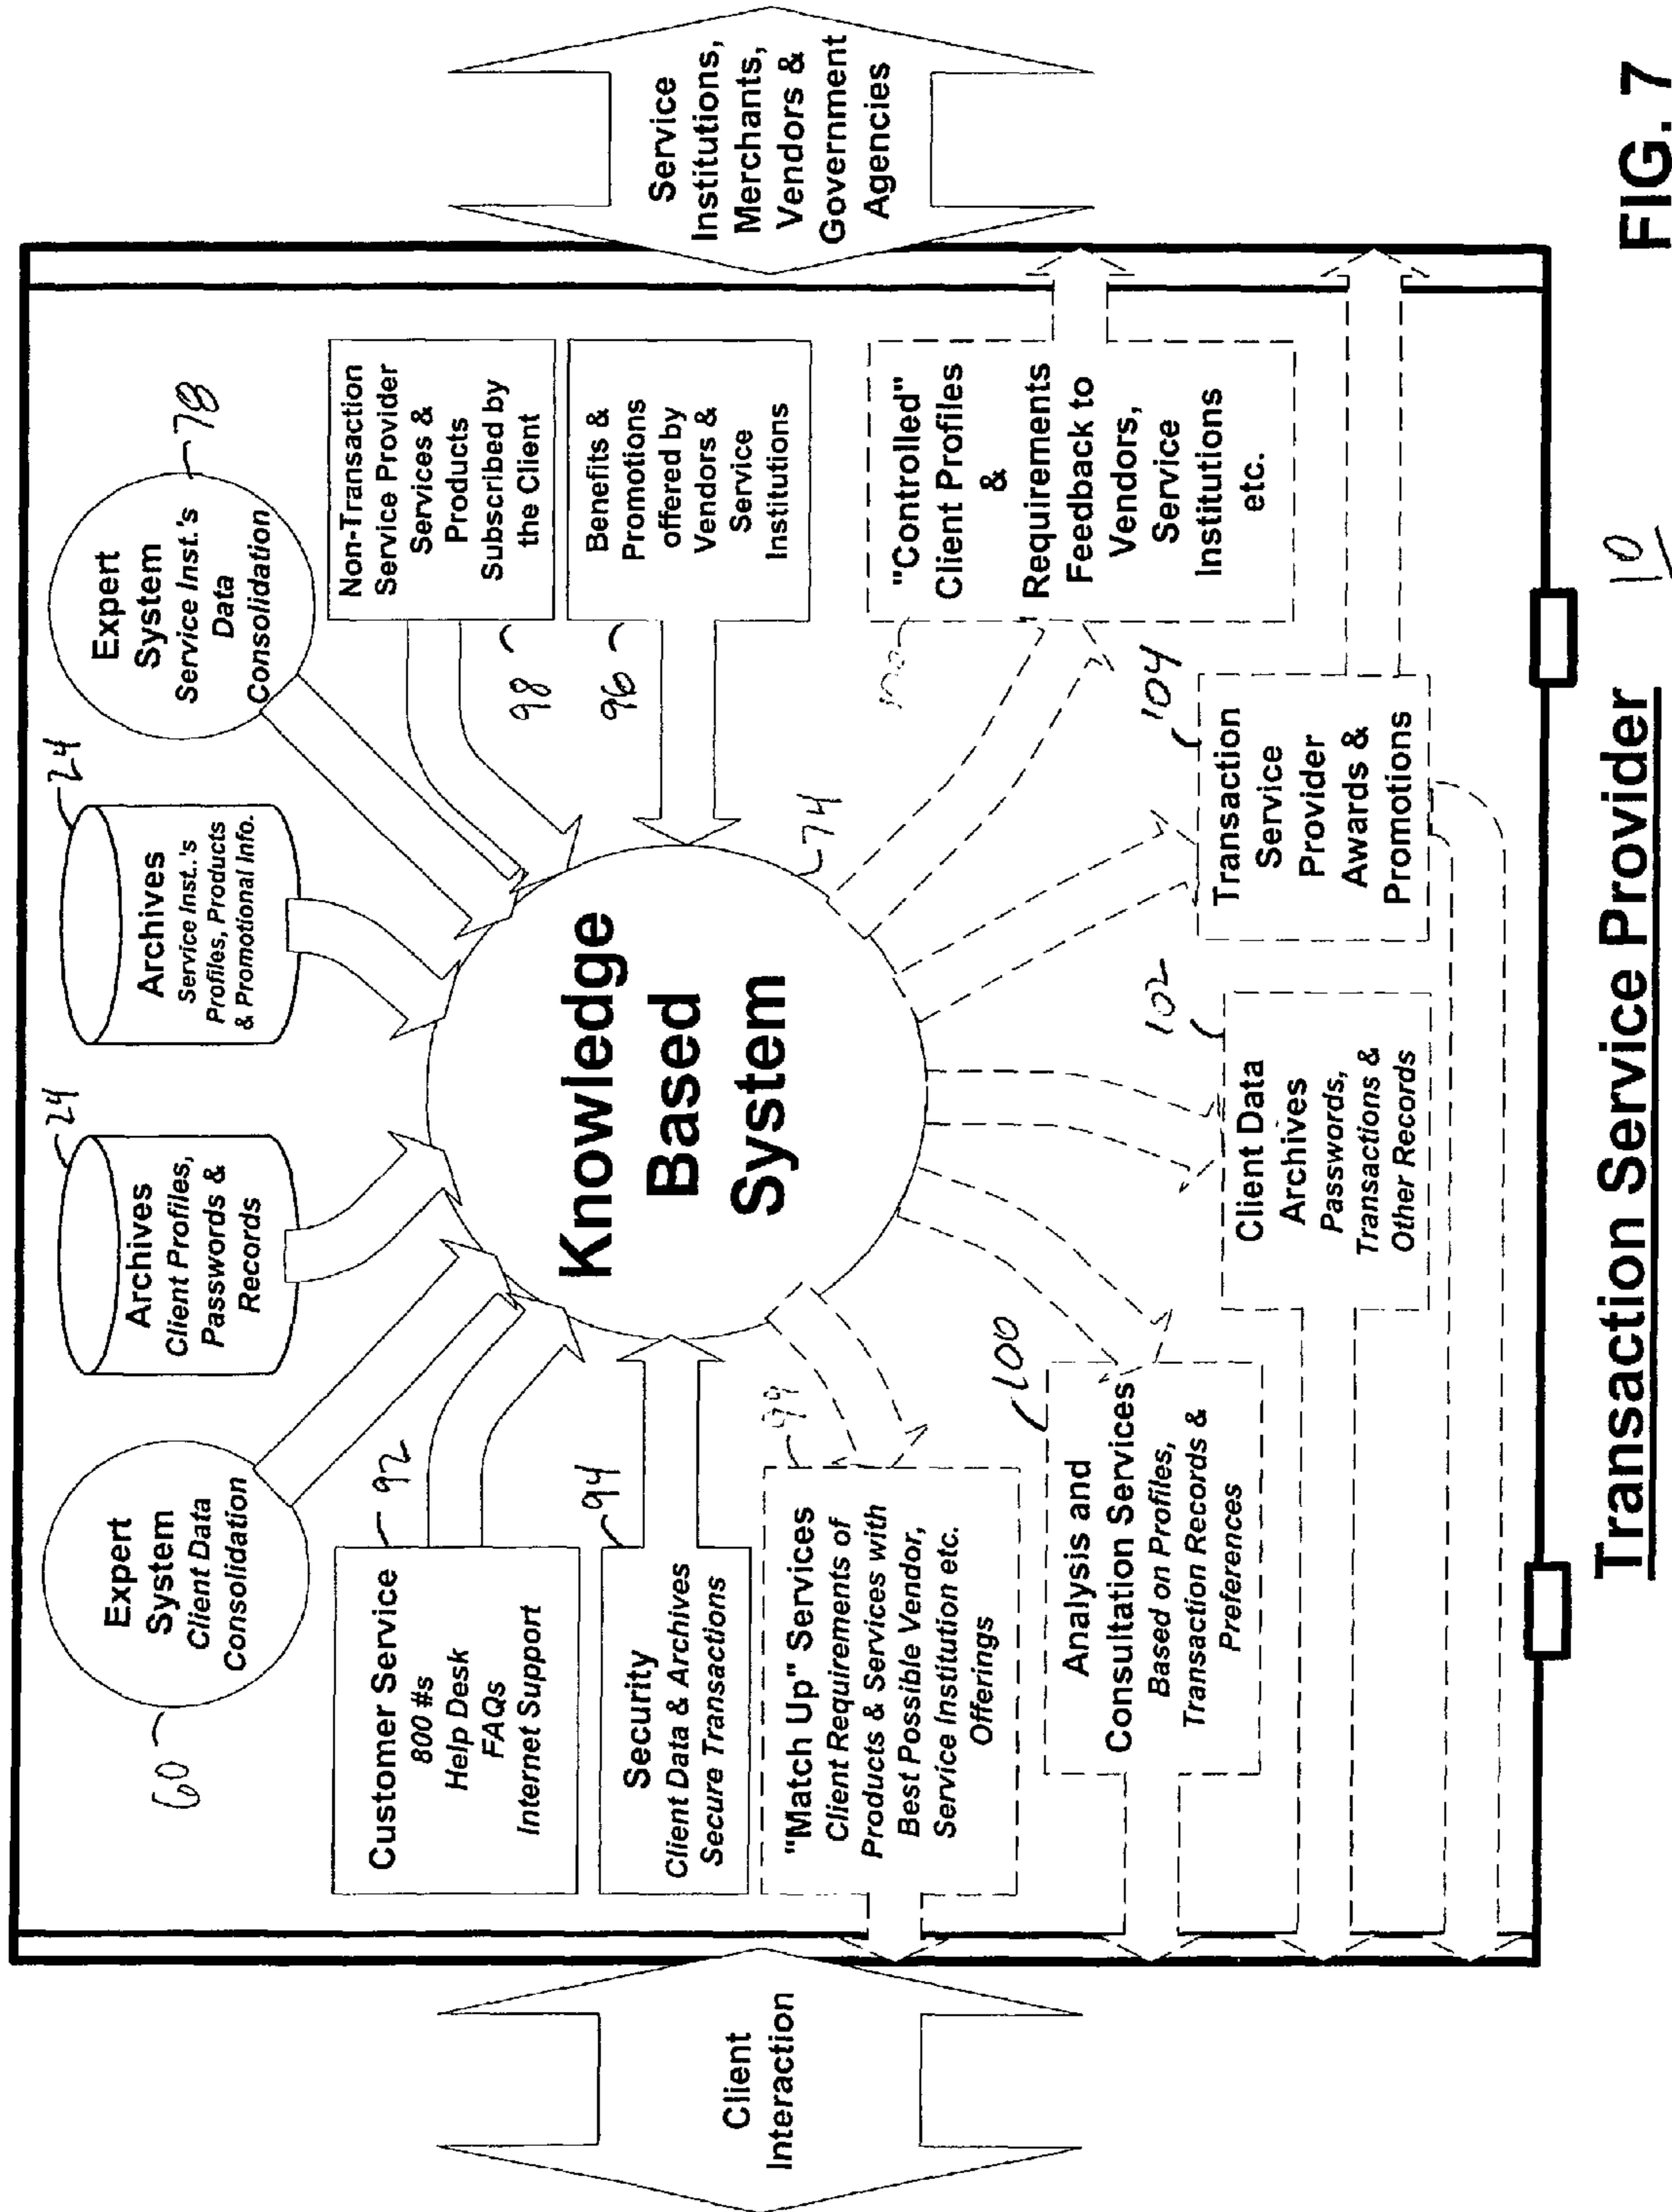 Expert
System
Client Data
Consolidation
60
Archives
Client Profiles,
Passwords &
Records
24
Archives
Service Inst..'s
Profiles, Products
& Promotional Info.
24
Expert
System
Service Inst.'s
Data
Consolidation
78
Customer Service
800 #s
Help Desk
FAQs
Internet Support
92
Non-Transaction
Service Provider
Services &
Products
Subscribed by
the Client
98
Client
Interaction
Security
Client Data & Archives
Secure Transactions
94
Knowledge
Based
System
74
Benefits &
Promotions
offered by
Vendors &
Service
Institutions
96
Service
Institutions,
Merchants,
Vendors &
Government
Agencies
"Match Up" Services
Client Requirements of
Products & Services with
Best Possible Vendor,
Service Institution etc.
Offerings
99
"Controlled"
Client Profiles
&
Requirements
Feedback to
Vendors,
Service
Institutions
etc.
Analysis and
Consultation Services
Based on Profiles,
Transaction Records &
Preferences
100
Client Data
Archives
Passwords,
Transactions &
Other Records
102
Transaction
Service
Provider
Awards &
Promotions
104
Transaction Service Provider
10
FIG. 7